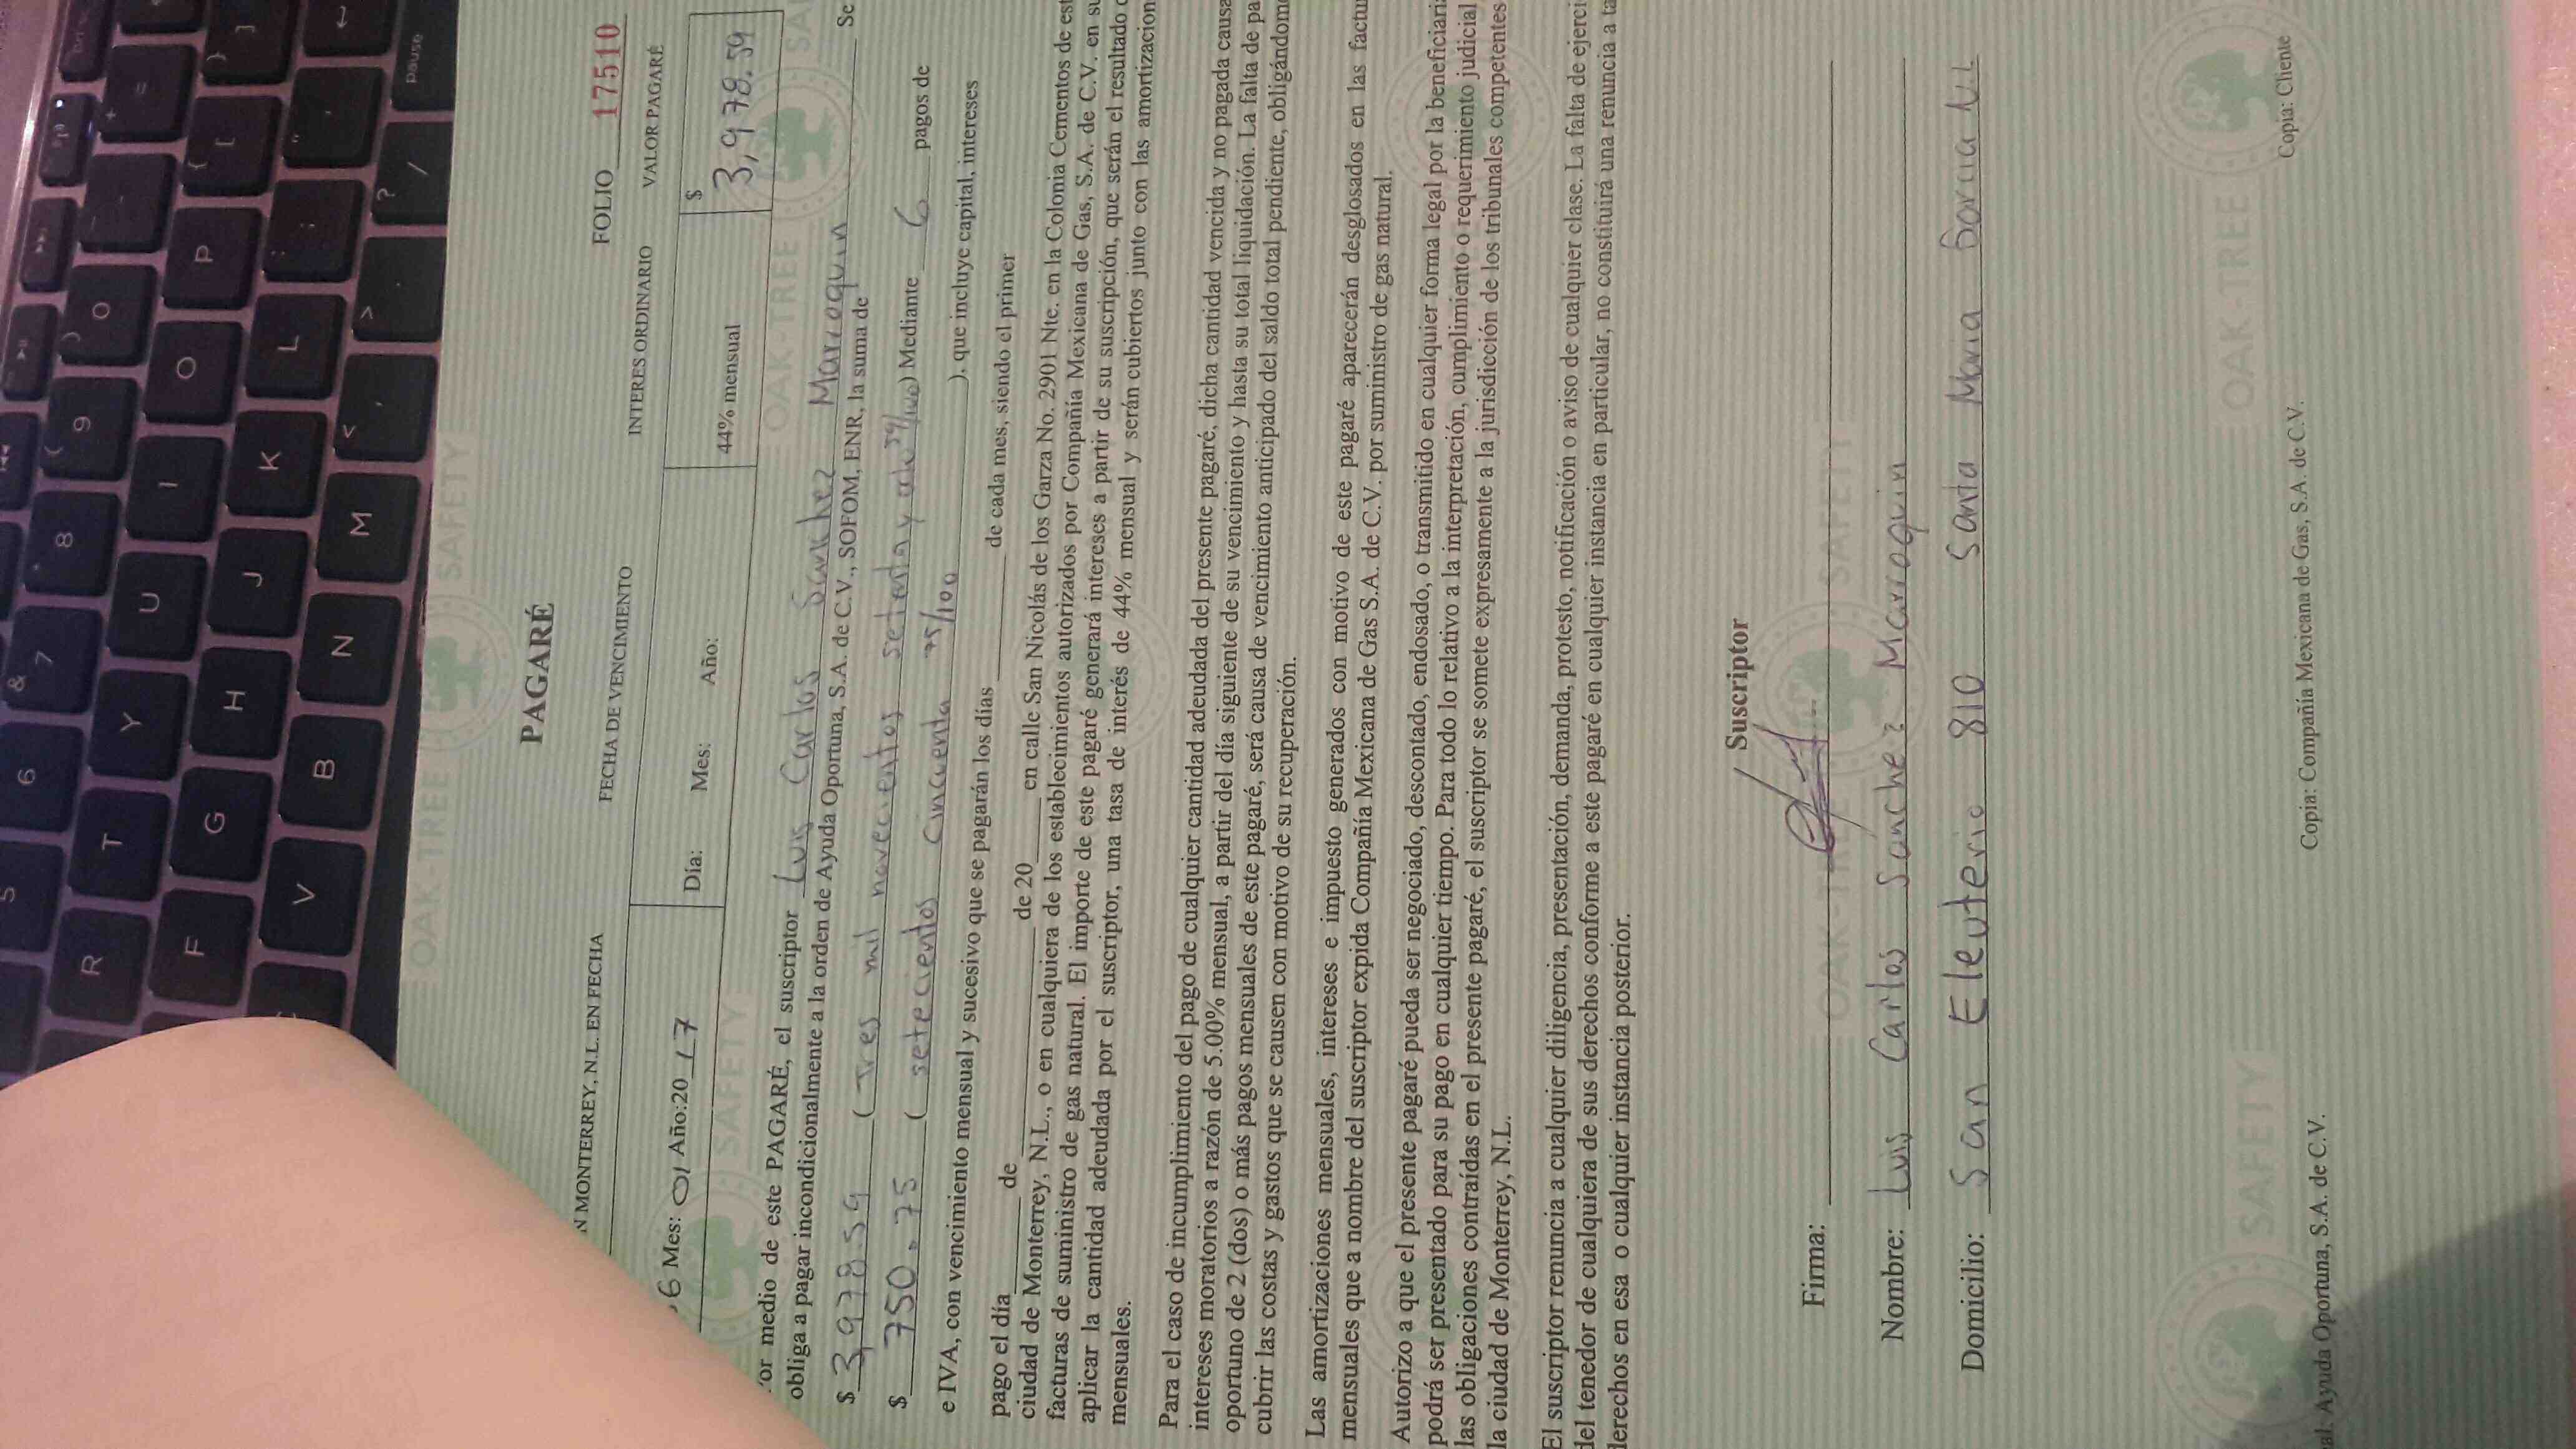 PAGARÉ
FOLIO 17510
N MONTERREY, N.L. EN FECHA FECHA DE VENCIMIENTO INTERES ORDINARIO VALOR PAGARÉ
6 Mes: 01 Año:2017 Día: Mes: Año: 44% mensual $ 3,978.59
or medio de este PAGARÉ, el suscriptor Luis Carlos Sanchez Marroquin Se
obliga a pagar incondicionalmente a la orden de Ayuda Oportuna, S.A. de C.V., SOFOM, ENR, la suma de
$ 3,978.59 (Tres mil novecientos setenta y ocho 59/100) Mediante 6 pagos de
$ 750.75 (setecientos cincuenta 75/100), que incluye capital, intereses
e IVA, con vencimiento mensual y sucesivo que se pagarán los días de cada mes, siendo el primer
pago el día de de 20 en calle San Nicolás de los Garza No. 2901 Nte. en la Colonia Cementos de est
ciudad de Monterrey, N.L., o en cualquiera de los establecimientos autorizados por Compañía Mexicana de Gas, S.A. de C.V. en su
facturas de suministro de gas natural. El importe de este pagaré generará intereses a partir de su suscripción, que serán el resultado d
aplicar la cantidad adeudada por el suscriptor, una tasa de interés de 44% mensual y serán cubiertos junto con las amortizacion
mensuales.
Para el caso de incumplimiento del pago de cualquier cantidad adeudada del presente pagaré, dicha cantidad vencida y no pagada causa
intereses moratorios a razón de 5.00% mensual, a partir del día siguiente de su vencimiento y hasta su total liquidación. La falta de pa
oportuno de 2 (dos) o más pagos mensuales de este pagaré, será causa de vencimiento anticipado del saldo total pendiente, obligándome
cubrir las costas y gastos que se causen con motivo de su recuperación.
Las amortizaciones mensuales, intereses e impuesto generados con motivo de este pagaré aparecerán desglosados en las factur
mensuales que a nombre del suscriptor expida Compañía Mexicana de Gas S.A. de C.V. por suministro de gas natural.
Autorizo a que el presente pagaré pueda ser negociado, descontado, endosado, o transmitido en cualquier forma legal por la beneficiaria
podrá ser presentado para su pago en cualquier tiempo. Para todo lo relativo a la interpretación, cumplimiento o requerimiento judicial
las obligaciones contraídas en el presente pagaré, el suscriptor se somete expresamente a la jurisdicción de los tribunales competentes
la ciudad de Monterrey, N.L.
El suscriptor renuncia a cualquier diligencia, presentación, demanda, protesto, notificación o aviso de cualquier clase. La falta de ejerci
del tenedor de cualquiera de sus derechos conforme a este pagaré en cualquier instancia en particular, no constituirá una renuncia a ta
derechos en esa o cualquier instancia posterior.
Suscriptor
Firma:
Nombre: Luis Carlos Sanchez Marroquin
Domicilio: San Eleuterio 810 Santa Maria Garcia N.L
al: Ayuda Oportuna, S.A. de C.V. Copia: Compañía Mexicana de Gas, S.A. de C.V. Copia: Cliente